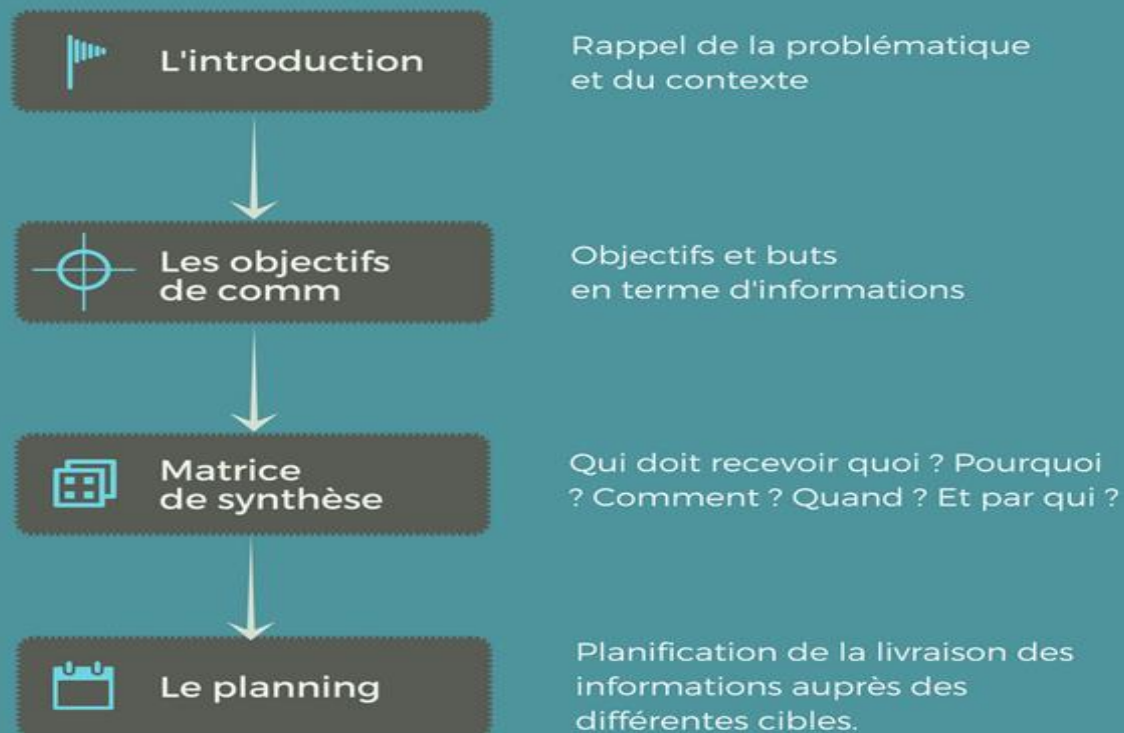 L'introduction
Rappel de la problématique
et du contexte
Les objectifs
de comm
Objectifs et buts
en terme d'informations
Matrice
de synthèse
Qui doit recevoir quoi ? Pourquoi
? Comment ? Quand ? Et par qui ?
Le planning
Planification de la livraison des
informations auprès des
différentes cibles.